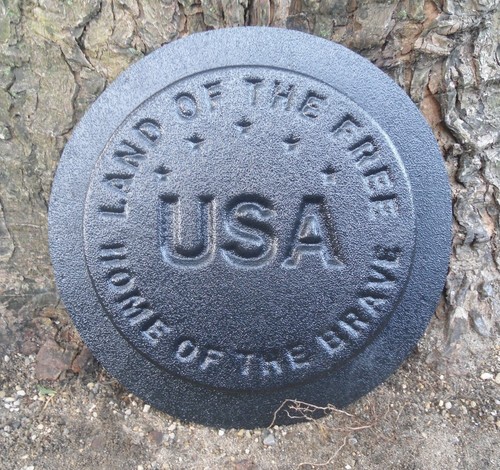 LAND OF THE FREE
USA
HOME OF THE BRAVE